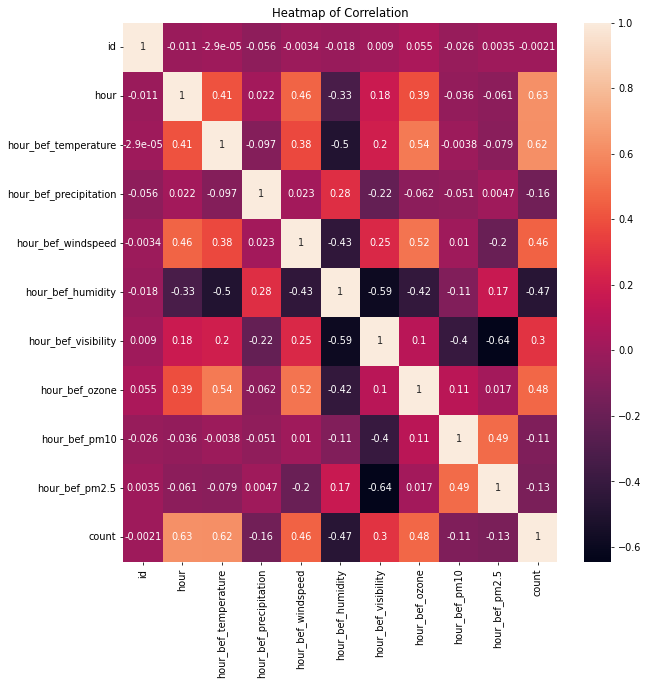 Heatmap of Correlation
id 1 -0.011 -2.9e-05 -0.056 -0.0034 -0.018 0.009 0.055 -0.026 0.0035 -0.0021
hour -0.011 1 0.41 0.022 0.46 -0.33 0.18 0.39 -0.036 -0.061 0.63
hour_bef_temperature -2.9e-05 0.41 1 -0.097 0.38 -0.5 0.2 0.54 -0.0038 -0.079 0.62
hour_bef_precipitation -0.056 0.022 -0.097 1 0.023 0.28 -0.22 -0.062 -0.051 0.0047 -0.16
hour_bef_windspeed -0.0034 0.46 0.38 0.023 1 -0.43 0.25 0.52 0.01 -0.2 0.46
hour_bef_humidity -0.018 -0.33 -0.5 0.28 -0.43 1 -0.59 -0.42 -0.11 0.17 -0.47
hour_bef_visibility 0.009 0.18 0.2 -0.22 0.25 -0.59 1 0.1 -0.4 -0.64 0.3
hour_bef_ozone 0.055 0.39 0.54 -0.062 0.52 -0.42 0.1 1 0.11 0.017 0.48
hour_bef_pm10 -0.026 -0.036 -0.0038 -0.051 0.01 -0.11 -0.4 0.11 1 0.49 -0.11
hour_bef_pm2.5 0.0035 -0.061 -0.079 0.0047 -0.2 0.17 -0.64 0.017 0.49 1 -0.13
count -0.0021 0.63 0.62 -0.16 0.46 -0.47 0.3 0.48 -0.11 -0.13 1
id
hour
hour_bef_temperature
hour_bef_precipitation
hour_bef_windspeed
hour_bef_humidity
hour_bef_visibility
hour_bef_ozone
hour_bef_pm10
hour_bef_pm2.5
count
1.0
0.8
0.6
0.4
0.2
0.0
−0.2
−0.4
−0.6